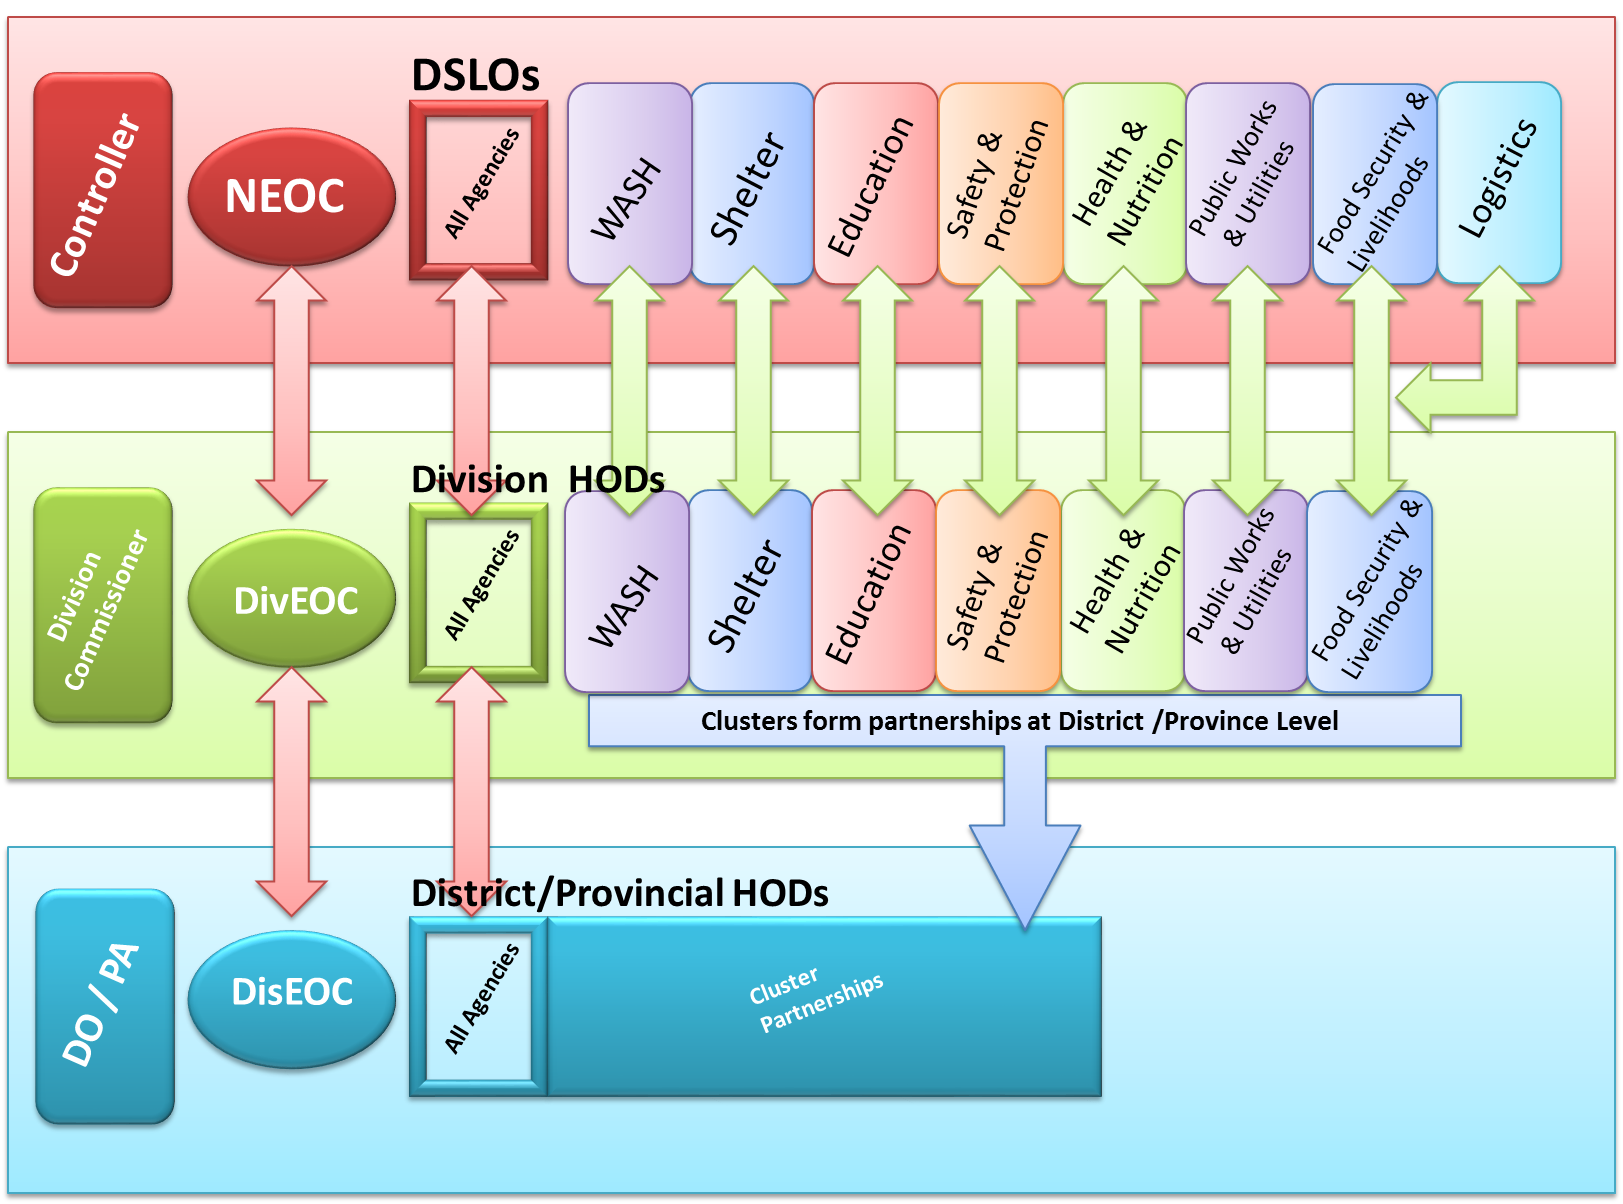 Controller
NEOC
DSLOs
All Agencies
WASH
Shelter
Education
Safety &
Protection
Health &
Nutrition
Public Works
& Utilities
Food Security &
Livelihoods
Logistics
Division
Commissioner
DivEOC
Division HODs
All Agencies
WASH
Shelter
Education
Safety &
Protection
Health &
Nutrition
Public Works
& Utilities
Food Security &
Livelihoods
Clusters form partnerships at District /Province Level
DO / PA
DisEOC
District/Provincial HODs
All Agencies
Cluster
Partnerships